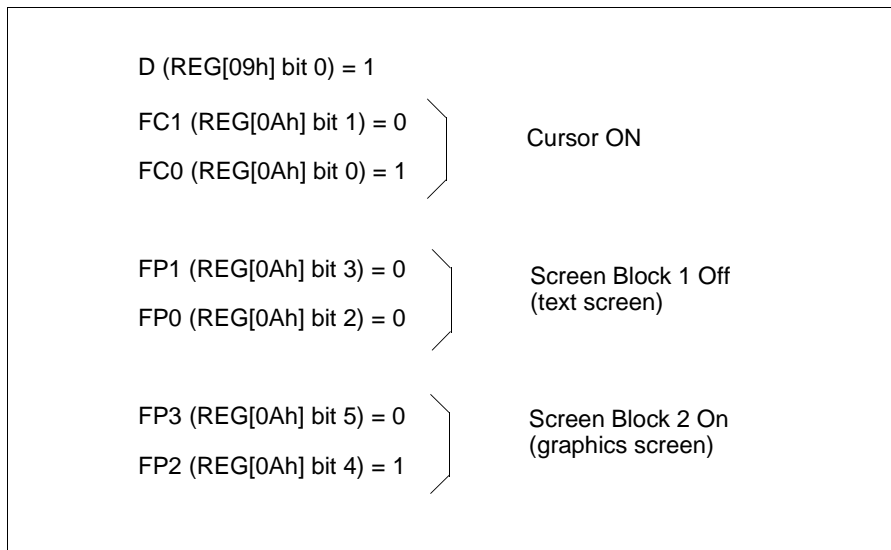 D (REG[09h] bit 0) = 1
FC1 (REG[0Ah] bit 1) = 0
FC0 (REG[0Ah] bit 0) = 1
Cursor ON
FP1 (REG[0Ah] bit 3) = 0
FP0 (REG[0Ah] bit 2) = 0
Screen Block 1 Off
(text screen)
FP3 (REG[0Ah] bit 5) = 0
FP2 (REG[0Ah] bit 4) = 1
Screen Block 2 On
(graphics screen)